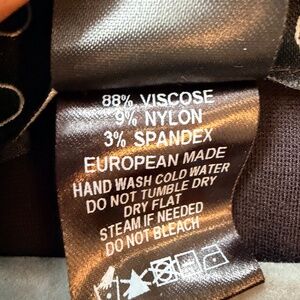 88% VISCOSE
9% NYLON
3% SPANDEX
EUROPEAN MADE
HAND WASH COLD WATER
DO NOT TUMBLE DRY
DRY FLAT
STEAM IF NEEDED
DO NOT BLEACH